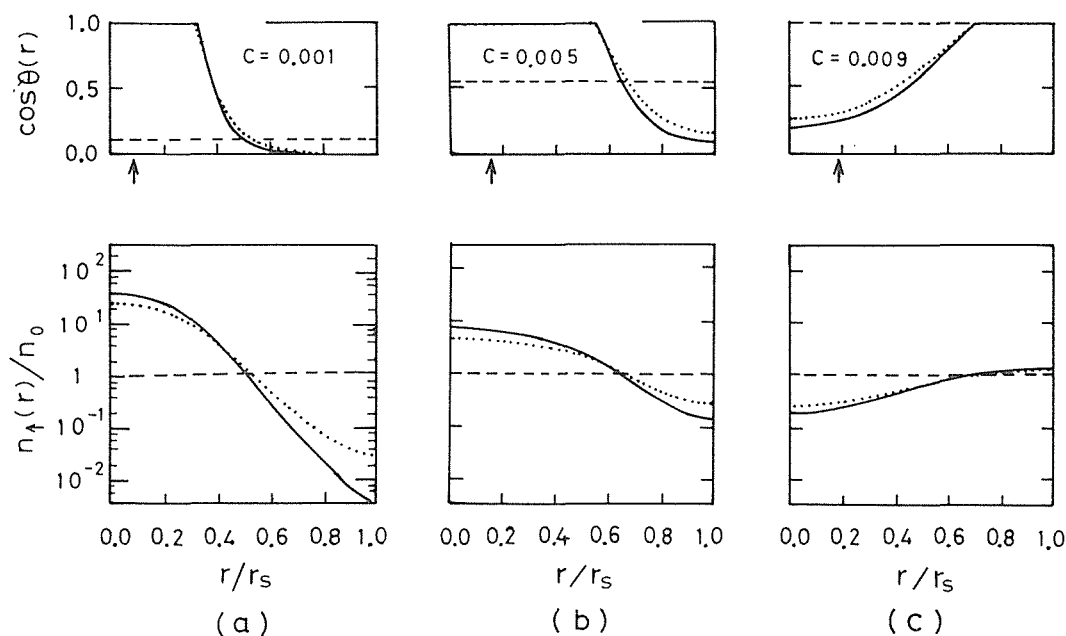 cosθ(r)
1.0
0.5
0.0
C = 0.001
C = 0.005
C = 0.009
n↑(r)/n₀
10²
10¹
1
10⁻¹
10⁻²
0.0 0.2 0.4 0.6 0.8 1.0
0.0 0.2 0.4 0.6 0.8 1.0
0.0 0.2 0.4 0.6 0.8 1.0
r/rₛ
r/rₛ
r/rₛ
(a)
(b)
(c)